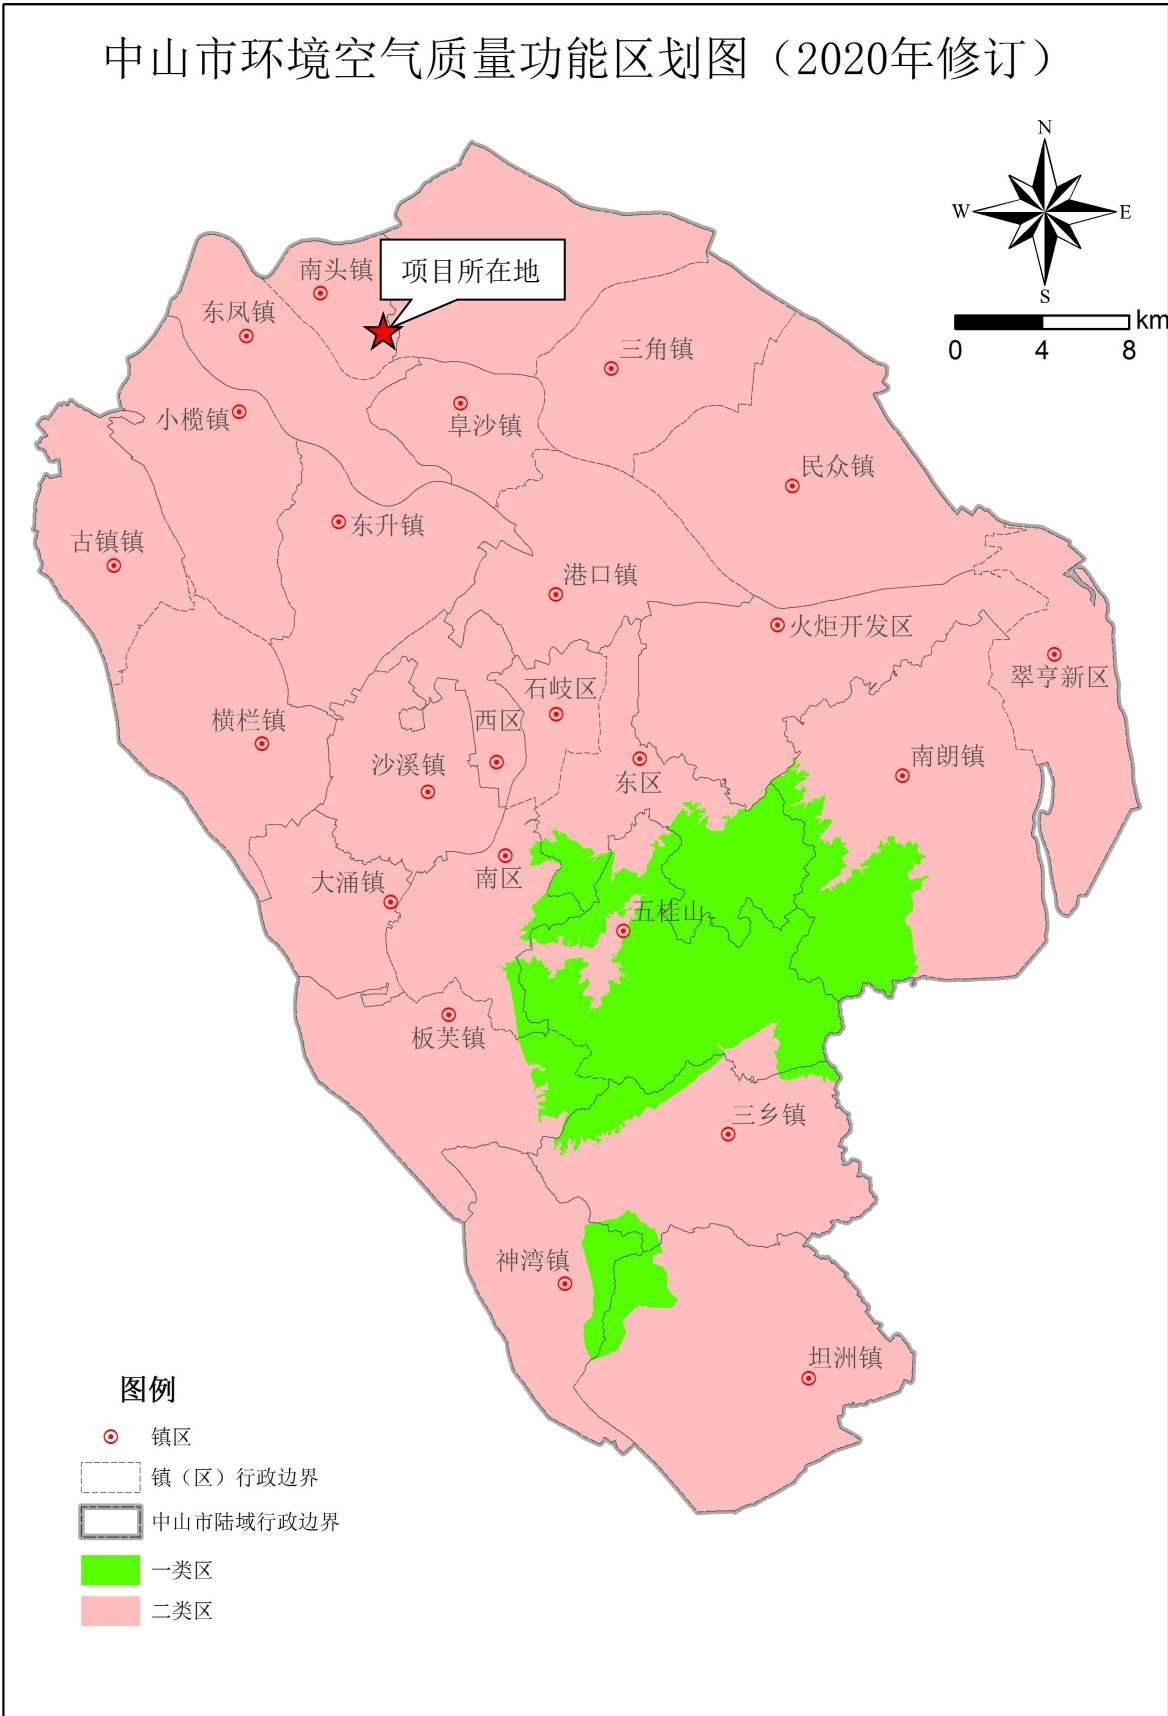 中山市环境空气质量功能区划图（2020年修订）
N
W
E
S
km
0
4
8
南头镇
项目所在地
东凤镇
三角镇
小榄镇
阜沙镇
民众镇
东升镇
古镇镇
港口镇
火炬开发区
翠亨新区
石岐区
横栏镇
西区
沙溪镇
东区
南朗镇
南区
大涌镇
五桂山
板芙镇
三乡镇
神湾镇
坦洲镇
图例
镇区
镇（区）行政边界
中山市陆域行政边界
一类区
二类区